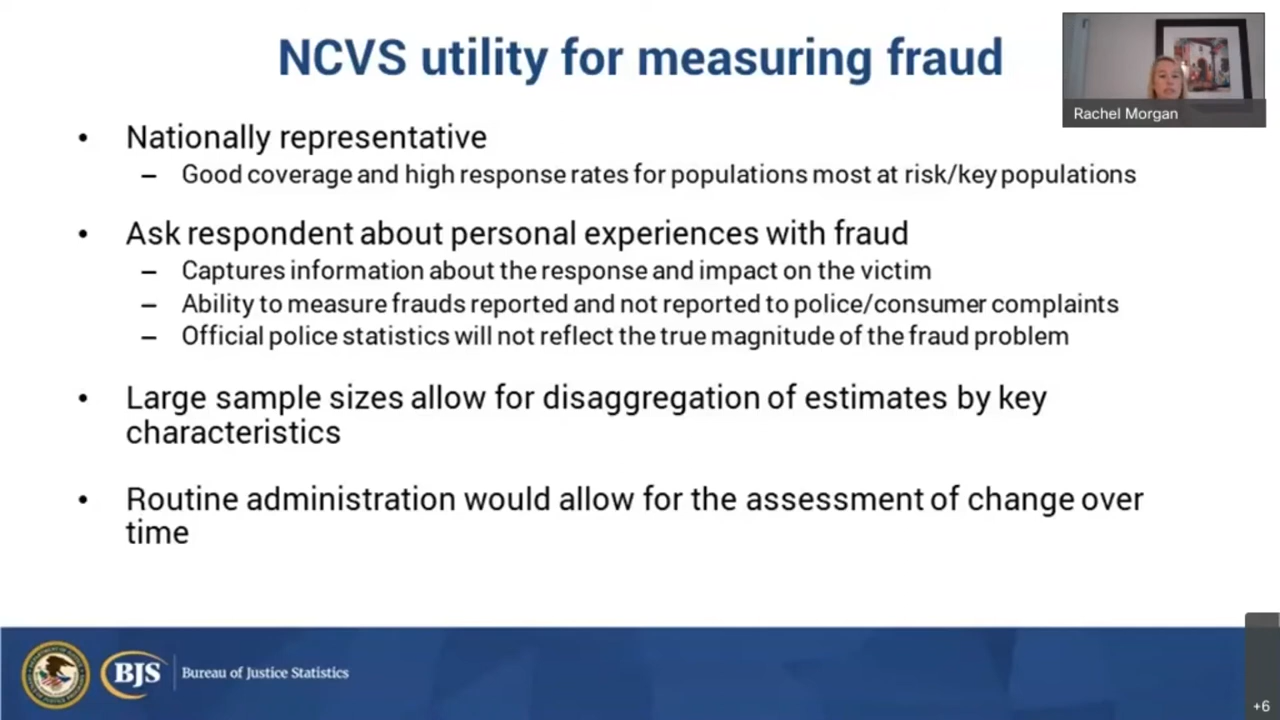 NCVS utility for measuring fraud
Rachel Morgan
• Nationally representative
– Good coverage and high response rates for populations most at risk/key populations
• Ask respondent about personal experiences with fraud
– Captures information about the response and impact on the victim
– Ability to measure frauds reported and not reported to police/consumer complaints
– Official police statistics will not reflect the true magnitude of the fraud problem
• Large sample sizes allow for disaggregation of estimates by key
characteristics
• Routine administration would allow for the assessment of change over
time
BJS
Bureau of Justice Statistics
+6